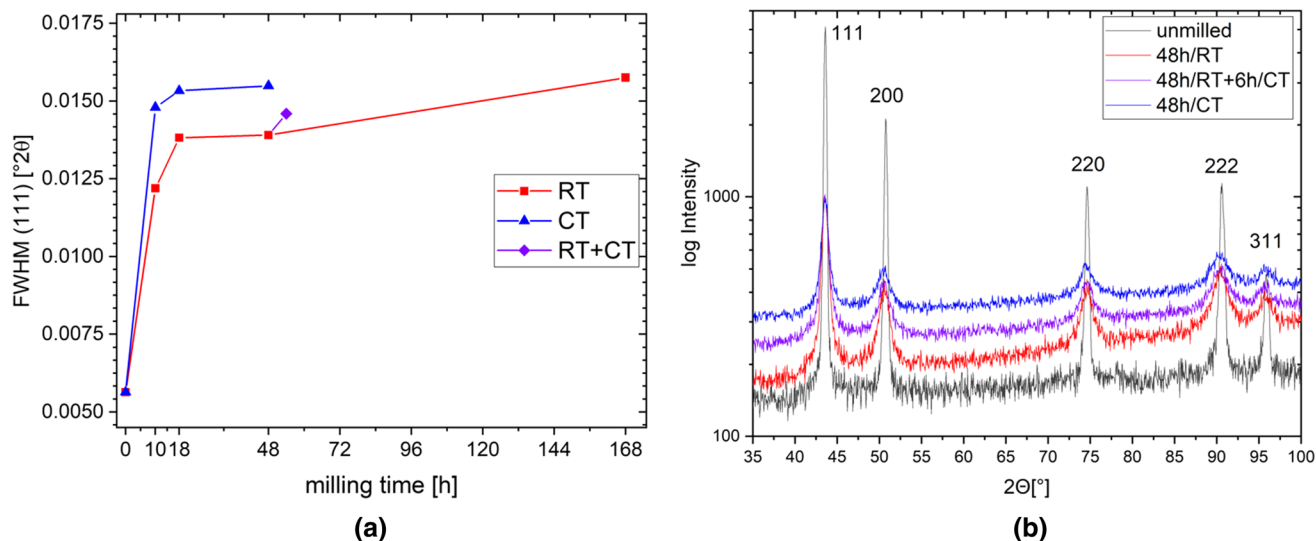 0.0175
0.0150
0.0125
0.0100
0.0075
0.0050
FWHM (111) [°2θ]
RT
CT
RT+CT
0 10 18 48 72 96 120 144 168
milling time [h]
(a)
unmilled
48h/RT
48h/RT+6h/CT
48h/CT
111
200
220
222
311
1000
100
log Intensity
35 40 45 50 55 60 65 70 75 80 85 90 95 100
2Θ[°]
(b)